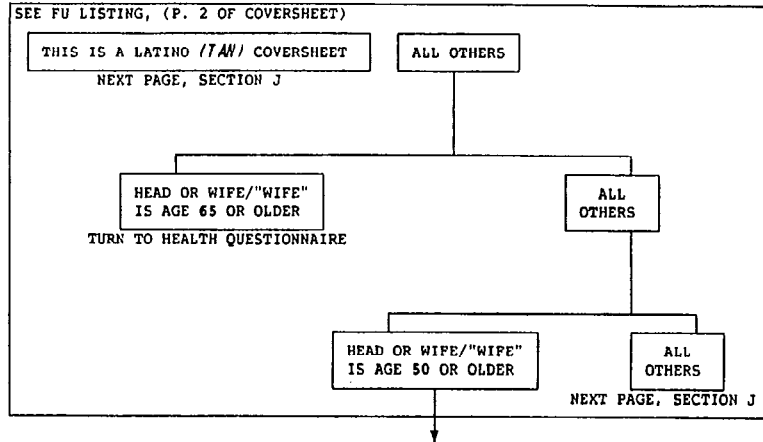 SEE FU LISTING, (P. 2 OF COVERSHEET)
THIS IS A LATINO (TAN) COVERSHEET
NEXT PAGE, SECTION J
ALL OTHERS
HEAD OR WIFE/"WIFE"
IS AGE 65 OR OLDER
TURN TO HEALTH QUESTIONNAIRE
ALL
OTHERS
HEAD OR WIFE/"WIFE"
IS AGE 50 OR OLDER
ALL
OTHERS
NEXT PAGE, SECTION J